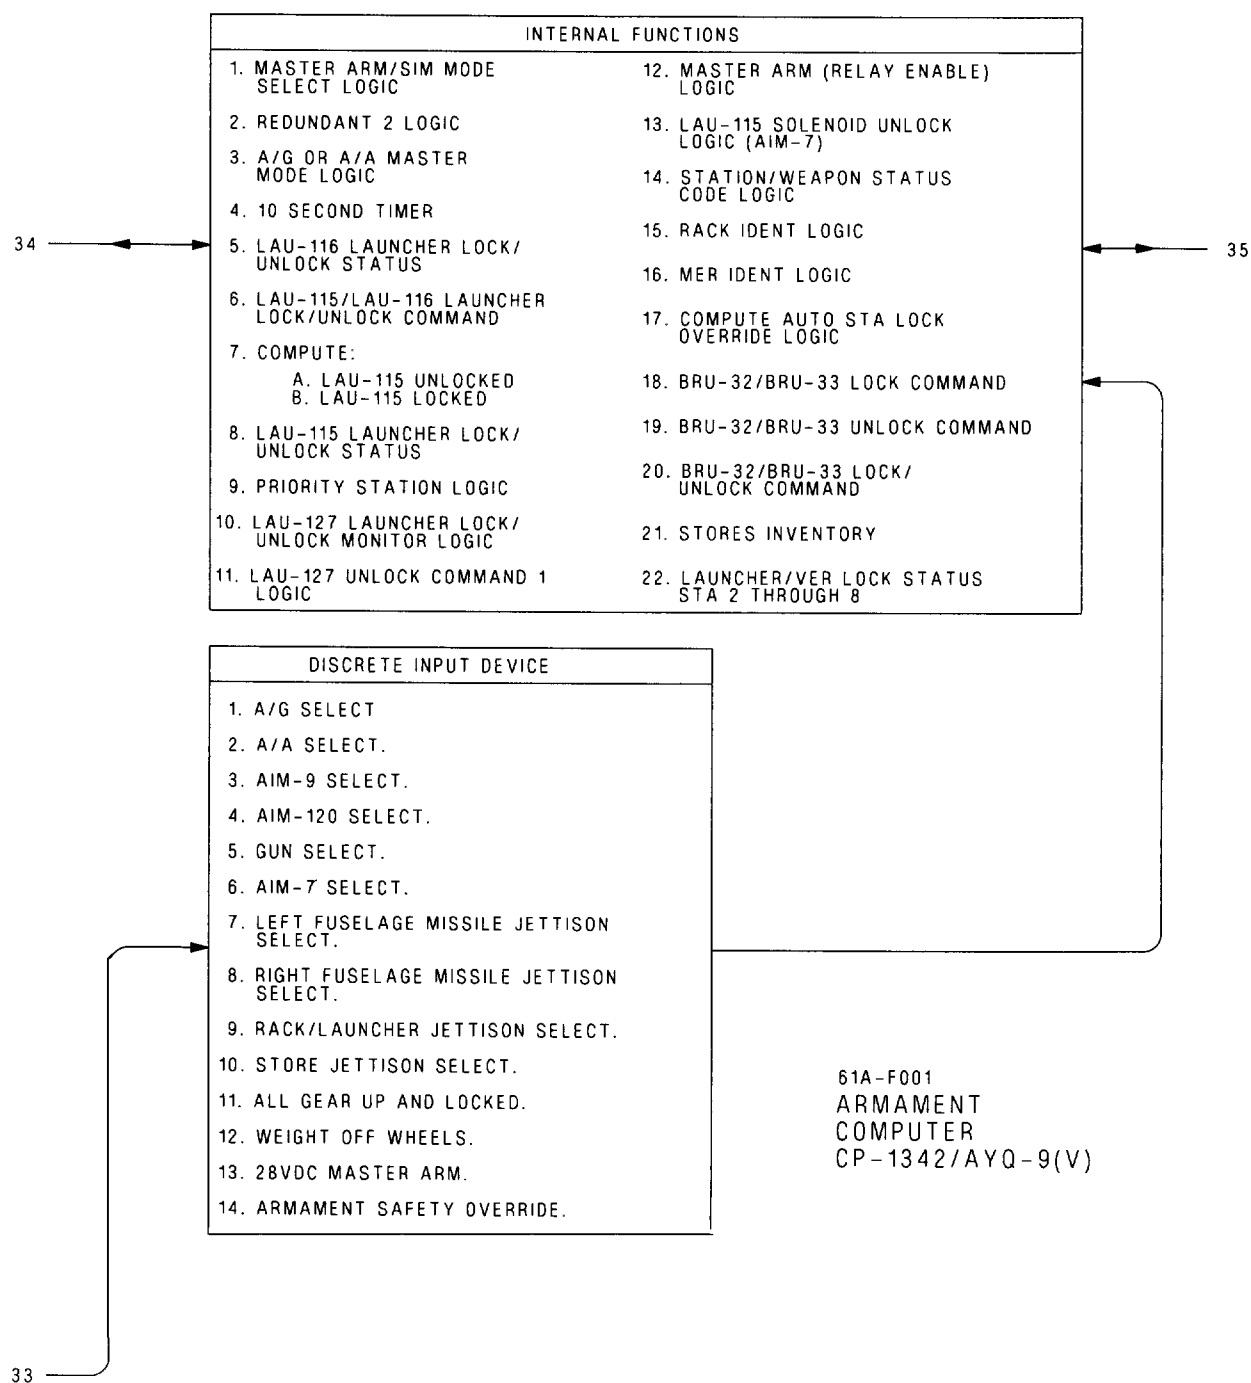 INTERNAL FUNCTIONS
1. MASTER ARM/SIM MODE
SELECT LOGIC
2. REDUNDANT 2 LOGIC
3. A/G OR A/A MASTER
MODE LOGIC
4. 10 SECOND TIMER
5. LAU-116 LAUNCHER LOCK/
UNLOCK STATUS
6. LAU-115/LAU-116 LAUNCHER
LOCK/UNLOCK COMMAND
7. COMPUTE:
A. LAU-115 UNLOCKED
B. LAU-115 LOCKED
8. LAU-115 LAUNCHER LOCK/
UNLOCK STATUS
9. PRIORITY STATION LOGIC
10. LAU-127 LAUNCHER LOCK/
UNLOCK MONITOR LOGIC
11. LAU-127 UNLOCK COMMAND 1
LOGIC
12. MASTER ARM (RELAY ENABLE)
LOGIC
13. LAU-115 SOLENOID UNLOCK
LOGIC (AIM-7)
14. STATION/WEAPON STATUS
CODE LOGIC
15. RACK IDENT LOGIC
16. MER IDENT LOGIC
17. COMPUTE AUTO STA LOCK
OVERRIDE LOGIC
18. BRU-32/BRU-33 LOCK COMMAND
19. BRU-32/BRU-33 UNLOCK COMMAND
20. BRU-32/BRU-33 LOCK/
UNLOCK COMMAND
21. STORES INVENTORY
22. LAUNCHER/VER LOCK STATUS
STA 2 THROUGH 8
34
35
DISCRETE INPUT DEVICE
1. A/G SELECT
2. A/A SELECT.
3. AIM-9 SELECT.
4. AIM-120 SELECT.
5. GUN SELECT.
6. AIM-7 SELECT.
7. LEFT FUSELAGE MISSILE JETTISON
SELECT.
8. RIGHT FUSELAGE MISSILE JETTISON
SELECT.
9. RACK/LAUNCHER JETTISON SELECT.
10. STORE JETTISON SELECT.
11. ALL GEAR UP AND LOCKED.
12. WEIGHT OFF WHEELS.
13. 28VDC MASTER ARM.
14. ARMAMENT SAFETY OVERRIDE.
61A-F001
ARMAMENT
COMPUTER
CP-1342/AYQ-9(V)
33